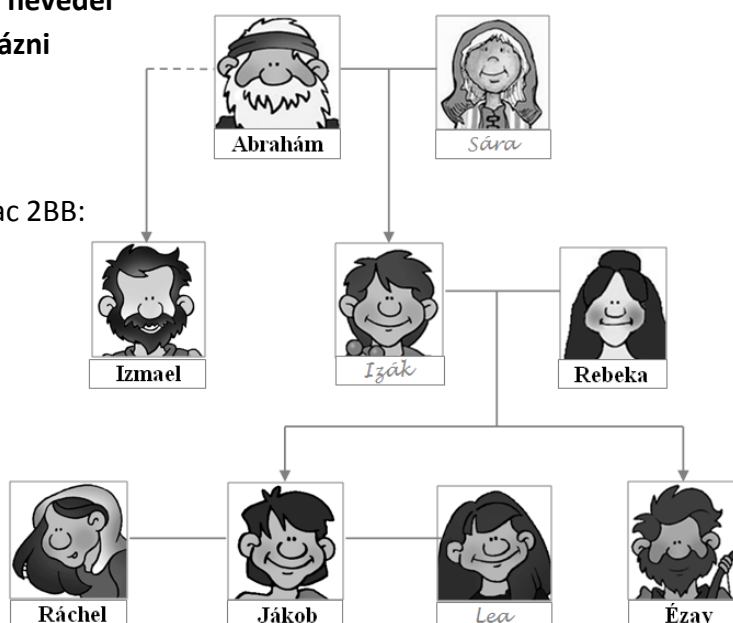 nevedel
ázni
Abrahám
Sára
ac 2BB:
Izmael
Izák
Rebeka
Ráchel
Jákob
Lea
Ézav